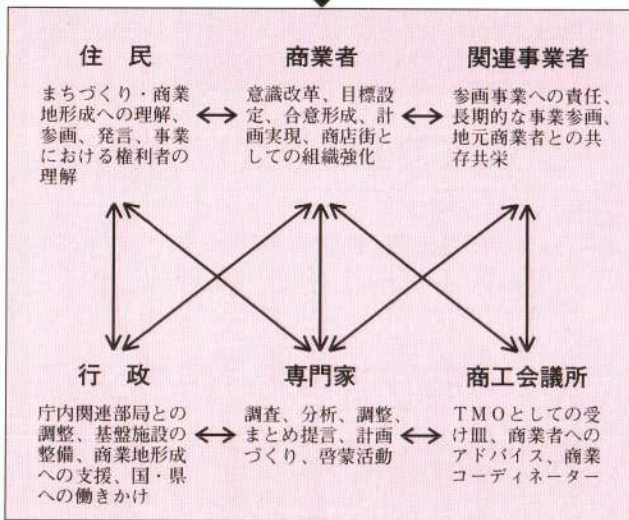 住　民
まちづくり・商業
地形成への理解、
参画、発言、事業
における権利者の
理解
商業者
意識改革、目標設
定、合意形成、計
画実現、商店街と
しての組織強化
関連事業者
参画事業への責任、
長期的な事業参画、
地元商業者との共
存共栄
行　政
庁内関連部局との
調整、基盤施設の
整備、商業地形成
への支援、国・県
への働きかけ
専門家
調査、分析、調整、
まとめ提言、計画
づくり、啓蒙活動
商工会議所
ＴＭＯとしての受
け皿、商業者への
アドバイス、商業
コーディネーター